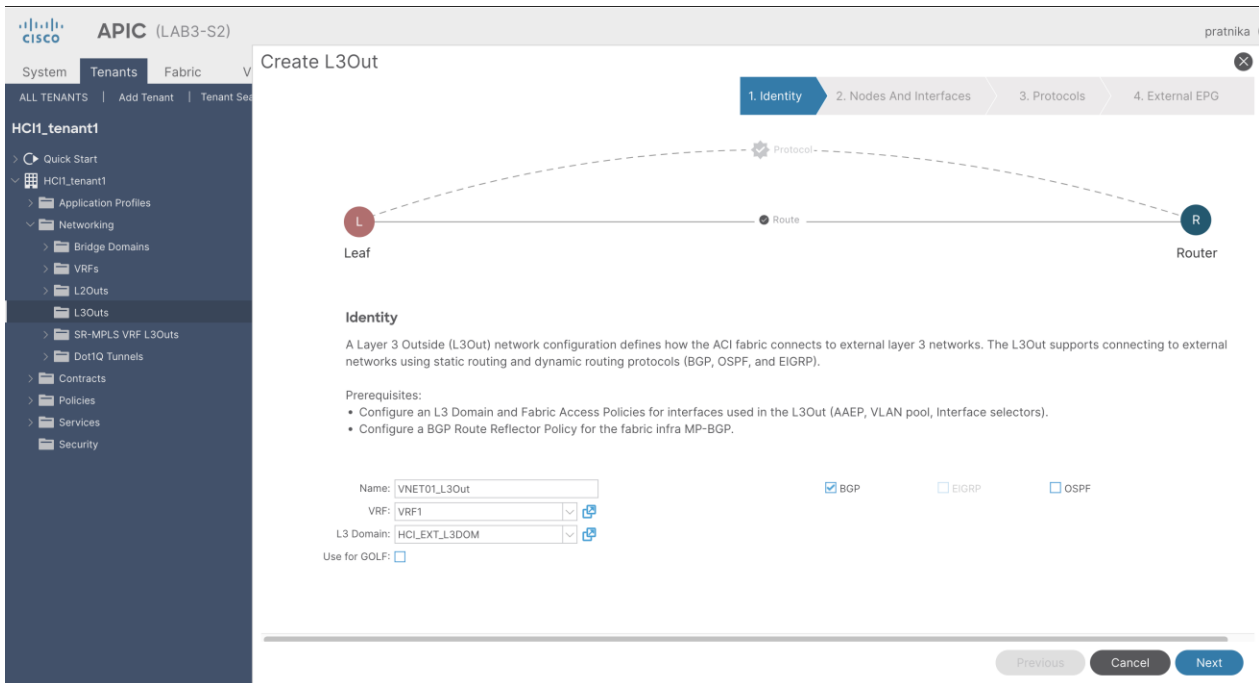 CISCO
APIC (LAB3-S2)
pratnika
System Tenants Fabric V
ALL TENANTS | Add Tenant | Tenant Sea
HCI1_tenant1
Quick Start
HCI1_tenant1
Application Profiles
Networking
Bridge Domains
VRFs
L2Outs
L3Outs
SR-MPLS VRF L3Outs
Dot1Q Tunnels
Contracts
Policies
Services
Security
Create L3Out
1. Identity 2. Nodes And Interfaces 3. Protocols 4. External EPG
Protocol
L Route R
Leaf Router
Identity
A Layer 3 Outside (L3Out) network configuration defines how the ACI fabric connects to external layer 3 networks. The L3Out supports connecting to external
networks using static routing and dynamic routing protocols (BGP, OSPF, and EIGRP).
Prerequisites:
• Configure an L3 Domain and Fabric Access Policies for interfaces used in the L3Out (AAEP, VLAN pool, Interface selectors).
• Configure a BGP Route Reflector Policy for the fabric infra MP-BGP.
Name: VNET01_L3Out BGP EIGRP OSPF
VRF: VRF1
L3 Domain: HCI_EXT_L3DOM
Use for GOLF:
Previous Cancel Next